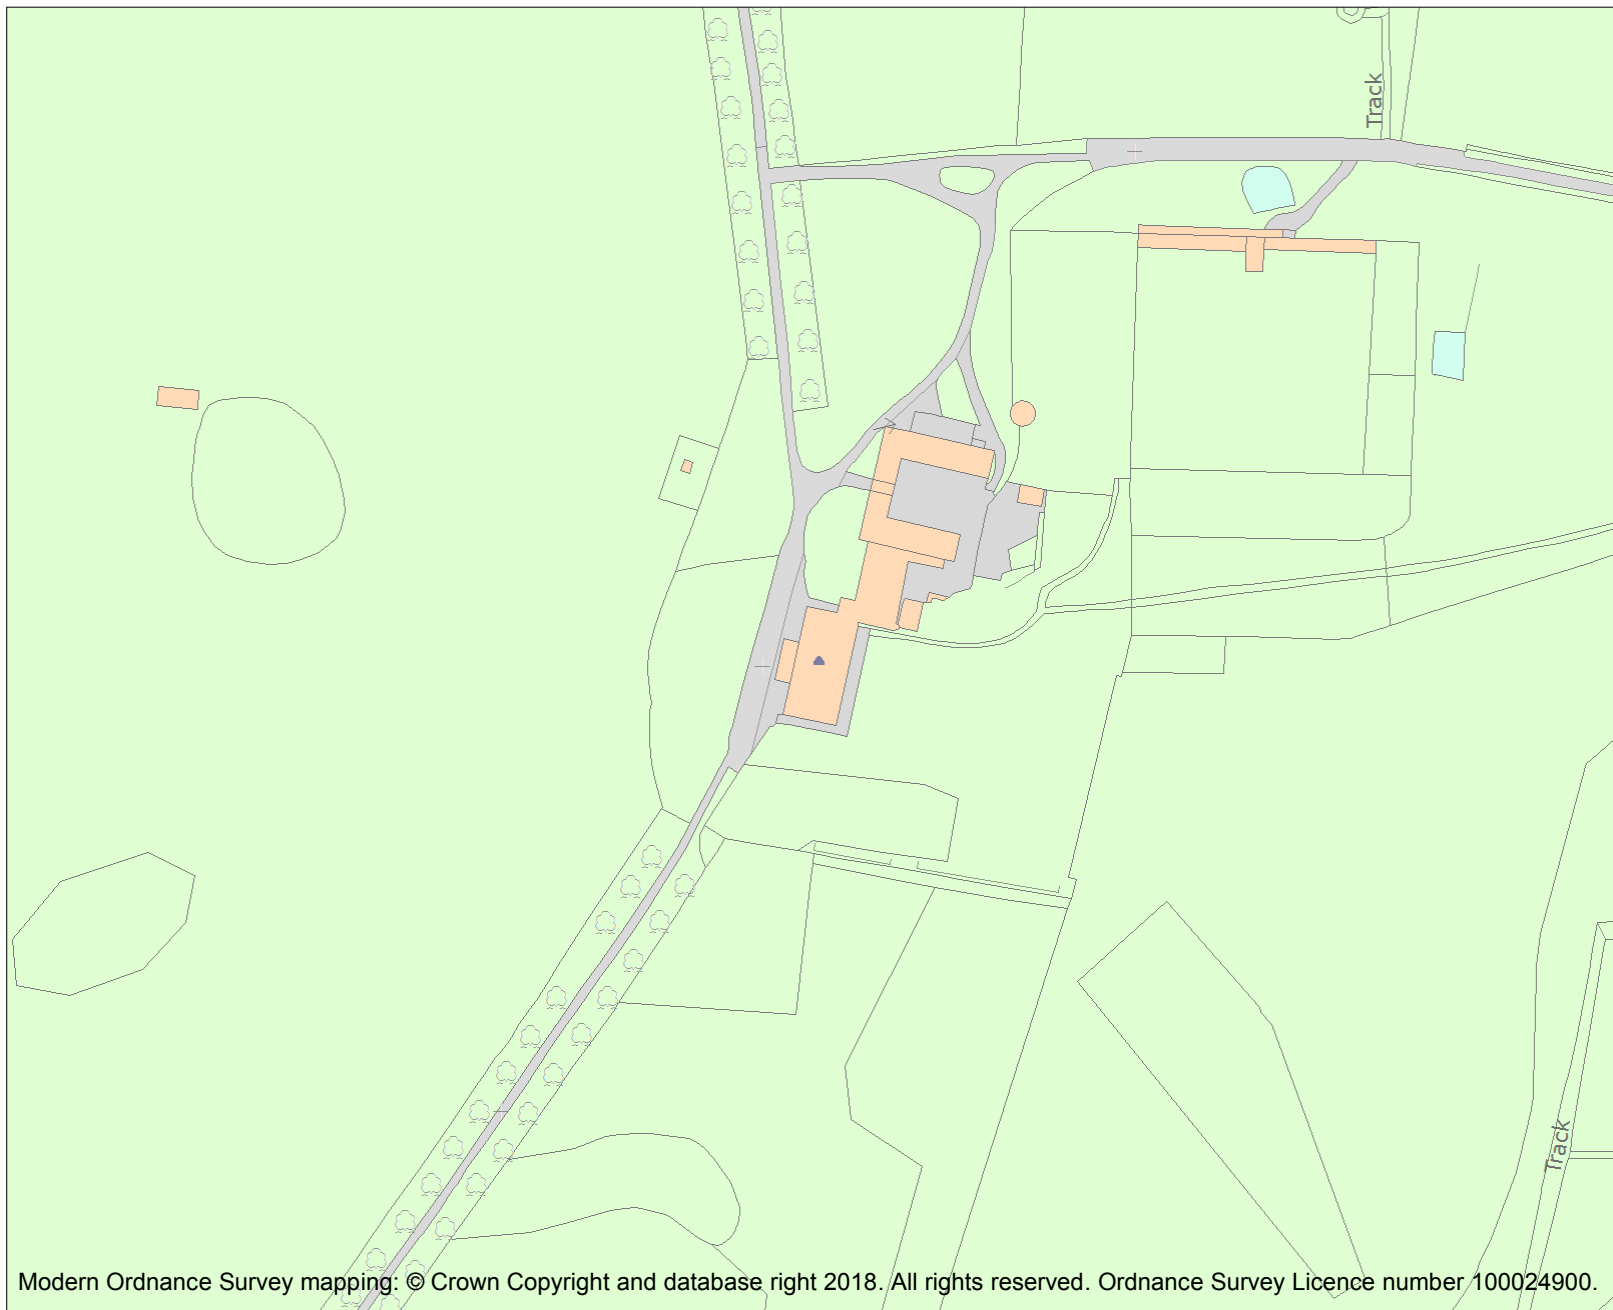 Track
Track
Modern Ordnance Survey mapping: © Crown Copyright and database right 2018. All rights reserved. Ordnance Survey Licence number 100024900.